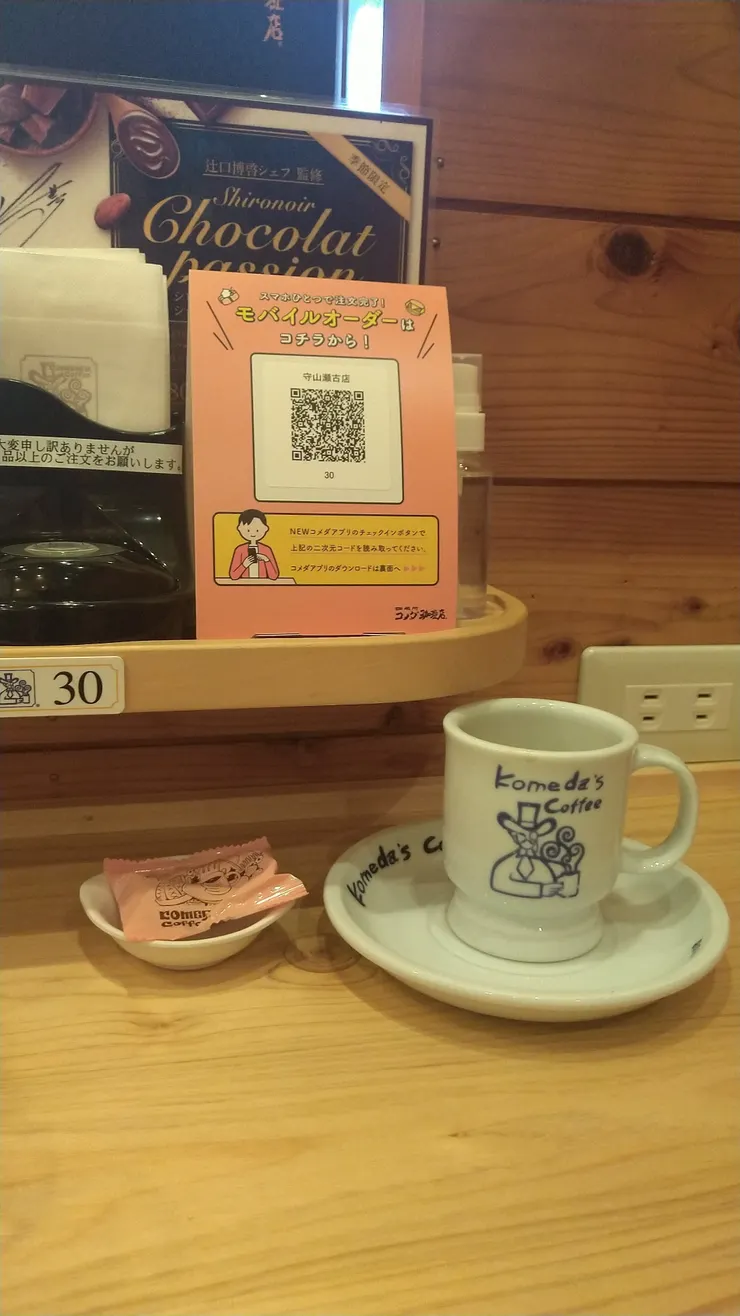 辻口博啓シェフ 監修
季節限定
Shironoir
Chocolat
passion
スマホひとつで注文完了!
モバイルオーダーは
コチラから!
守山瀬古店
30
大変申し訳ありませんが
品以上のご注文をお願いします。
NEWコメダアプリのチェックインボタンで
上記の二次元コードを読み取ってください。
コメダアプリのダウンロードは裏面へ
コメダ珈琲店
30
Komeda's
Coffee
Komeda's